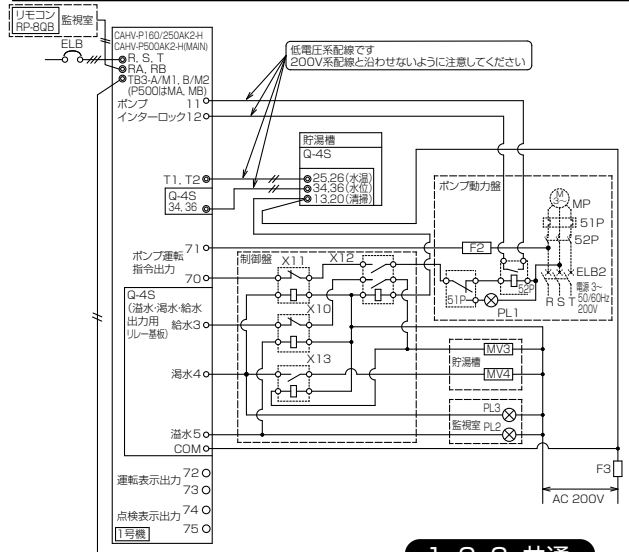 リモコン
RP-8QB
監視室
ELB
CAHV-P160/250AK2-H
CAHV-P500AK2-H(MAIN)
R, S, T
RA, RB
TB3-A/M1, B/M2
(P500はMA, MB)
ポンプ 11
インターロック12
低電圧系配線です
200V系配線と沿わせないように注意してください
貯湯槽
Q-4S
25,26(水温)
34,36(水位)
13,20(清掃)
T1, T2
Q-4S
34, 36
ポンプ動力盤
M
3~
MP
51P
52P
ELB2
電源 3~
50/60Hz
200V
R S T
F2
51P
52P
PL1
ポンプ運転
指令出力
71
70
制御盤
X11
X12
X10
X13
Q-4S
(溢水・渇水・給水
出力用
リレー基板)
給水3
渇水4
溢水5
COM
MV3
貯湯槽
MV4
PL3
監視室 PL2
F3
AC 200V
運転表示出力
72
73
点検表示出力
74
75
1号機